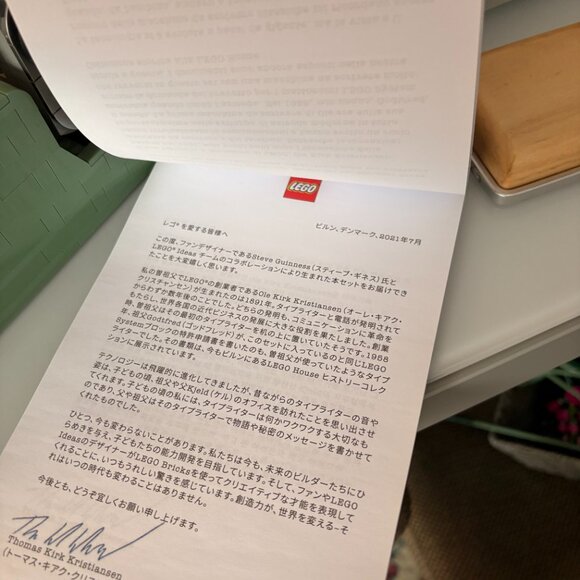 LEGO
レゴ® を愛する皆様へ
ビルン、デンマーク、2021年7月
この度、ファンデザイナーであるSteve Guinness（スティーブ・ギネス）氏と
LEGO® Ideas チームのコラボレーションにより生まれた本セットをお届けでき
たことを大変嬉しく思います。
私の曽祖父でLEGO®の創業者であるOle Kirk Kristiansen（オーレ・キアク・
クリスチャンセン）が生まれたのは1891年。タイプライターと電話が発明されて
からわずか数年後のことでした。どちらの発明も、コミュニケーションに革命を
もたらし、世界各国の近代ビジネスの発展に大きな役割を果たしました。創業
時、曽祖父はその最初のタイプライターを机の上に置いていたそうです。1958
年、祖父Godtfred（ゴッドフレッド）が、このセットに入っているのと同じLEGO
Systemブロックの特許申請書を書いたのも、曽祖父が使っていたようなタイプ
ライターでした。その書類は、今もビルンにあるLEGO House ヒストリーコレク
ションに展示されています。
テクノロジーは飛躍的に進化してきましたが、昔ながらのタイプライターの音や
姿は、子どもの頃、祖父や父Kjeld（ケル）のオフィスを訪れたことを思い出させ
てくれます。子どもの頃の私には、タイプライターは何かワクワクする大切なも
のであり、父や祖父はそのタイプライターで物語や秘密のメッセージを書かせて
くれたものでした。
ひとつ、今も変わらないことがあります。私たちは今も、未来のビルダーたちにひ
らめきを与え、子どもたちの能力開発を目指しています。そして、ファンやLEGO
IdeasのデザイナーがLEGO Bricksを使ってクリエイティブな才能を表現して
くれることに、いつもうれしい驚きを感じています。創造力が、世界を変える-そ
れはいつの時代も変わることはありません。
今後とも、どうぞ宜しくお願い申し上げます。
Thomas Kirk Kristiansen
（トーマス・キアク・クリス